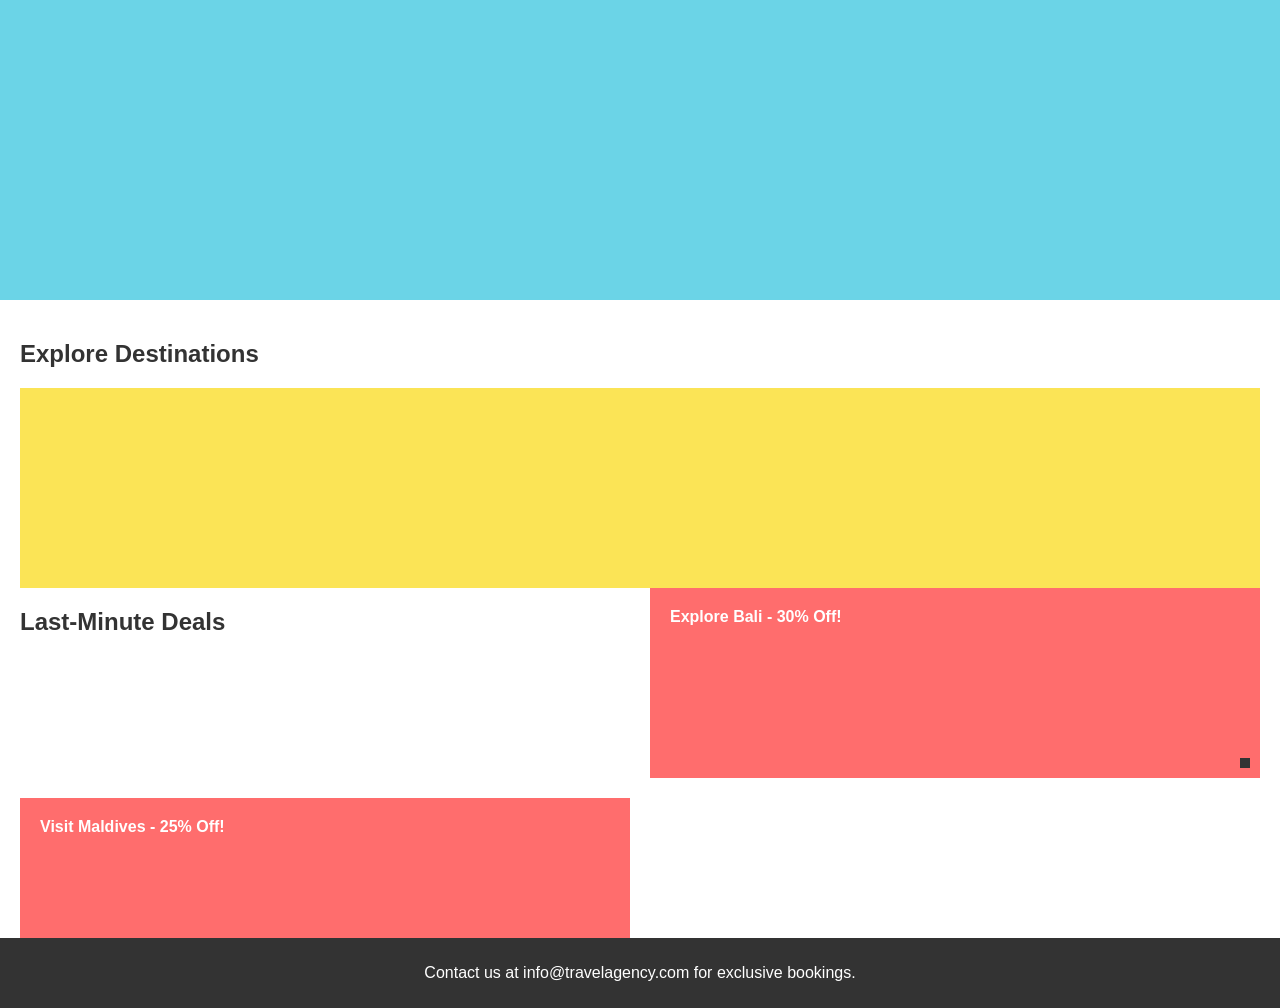 Explore Destinations
Last-Minute Deals
Explore Bali - 30% Off!
Visit Maldives - 25% Off!
Contact us at info@travelagency.com for exclusive bookings.